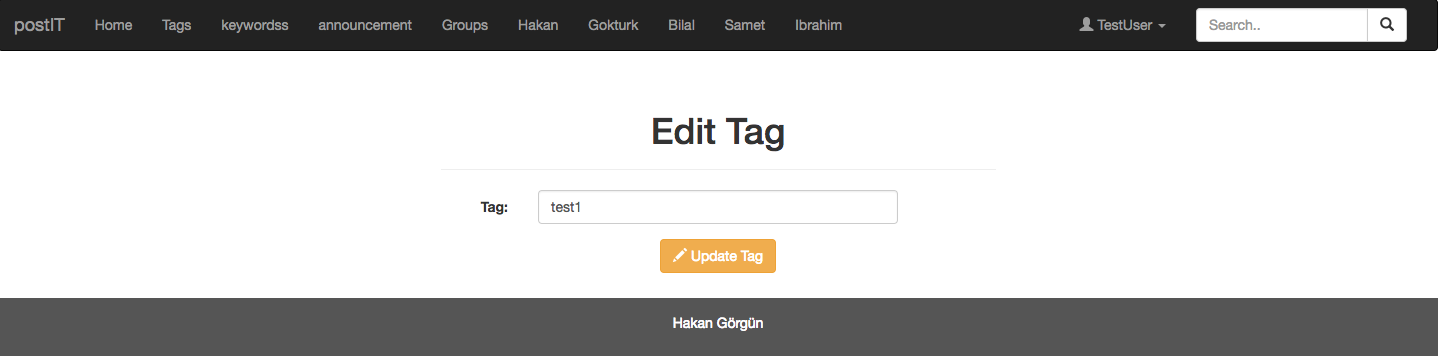 postIT Home Tags keywordss announcement Groups Hakan Gokturk Bilal Samet Ibrahim TestUser Search..
Edit Tag
Tag: test1
Update Tag
Hakan Görgün